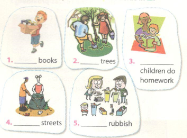 1. ______ books
2. ______ trees
3. ______
children do
homework
4. ______ streets
5. ______ rubbish